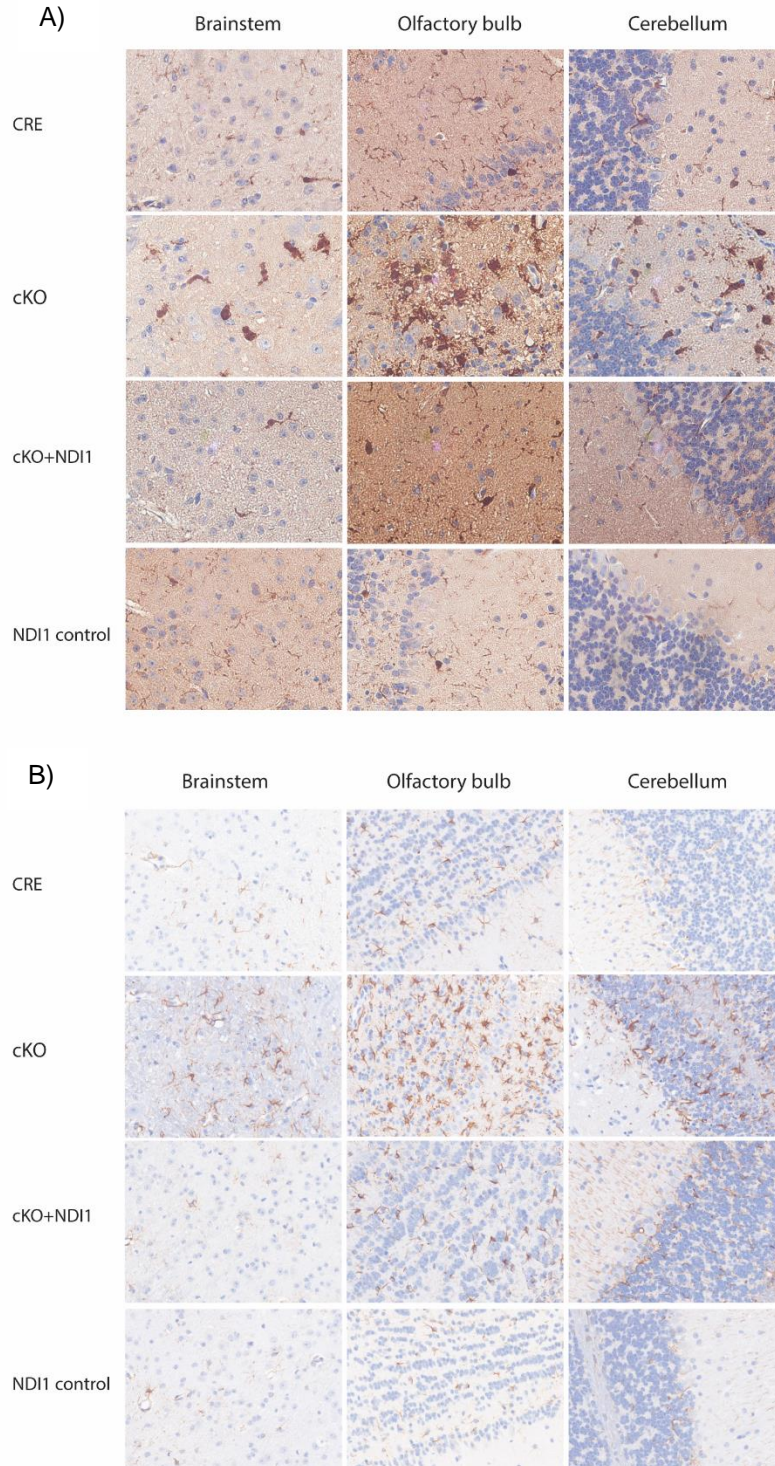 A)
Brainstem Olfactory bulb Cerebellum
CRE
cKO
cKO+NDI1
NDI1 control
B)
Brainstem Olfactory bulb Cerebellum
CRE
cKO
cKO+NDI1
NDI1 control